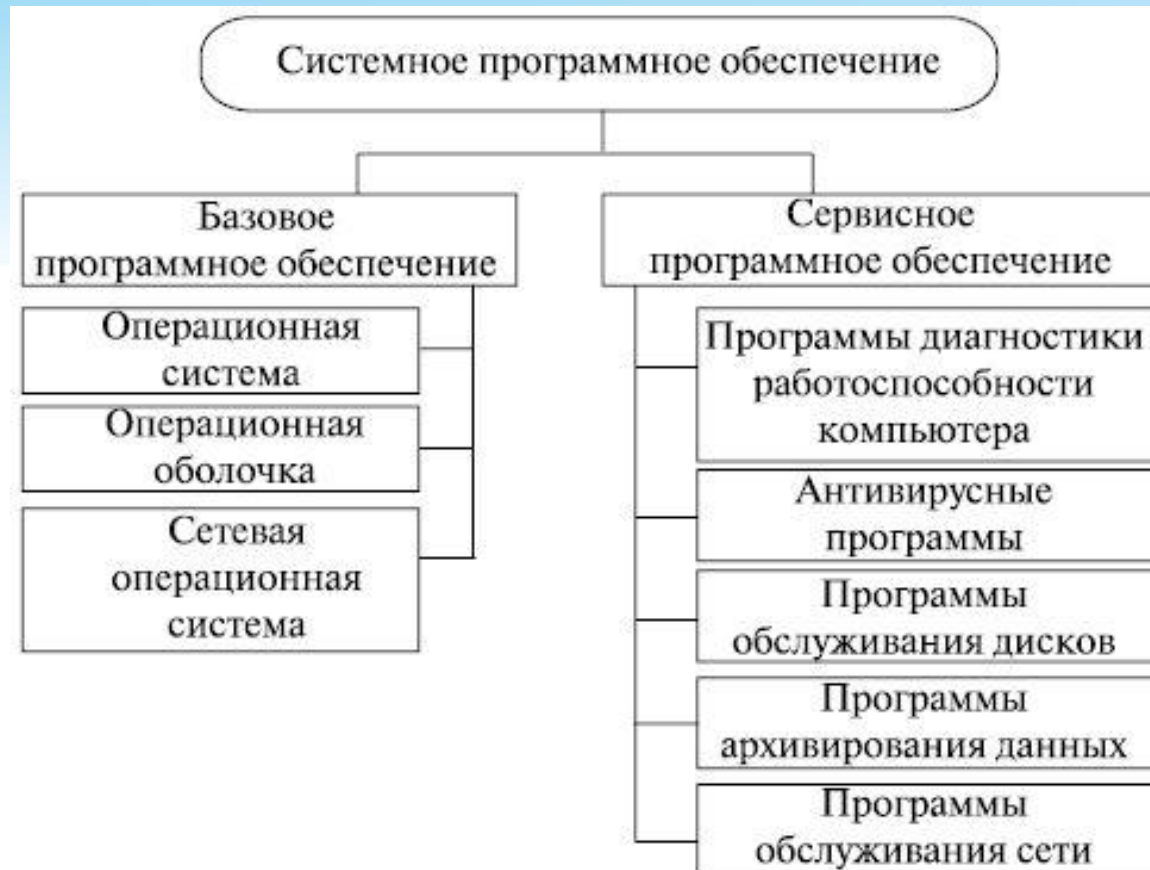 Системное программное обеспечение
Базовое
программное обеспечение
Операционная
система
Операционная
оболочка
Сетевая
операционная
система
Сервисное
программное обеспечение
Программы диагностики
работоспособности
компьютера
Антивирусные
программы
Программы
обслуживания дисков
Программы
архивирования данных
Программы
обслуживания сети